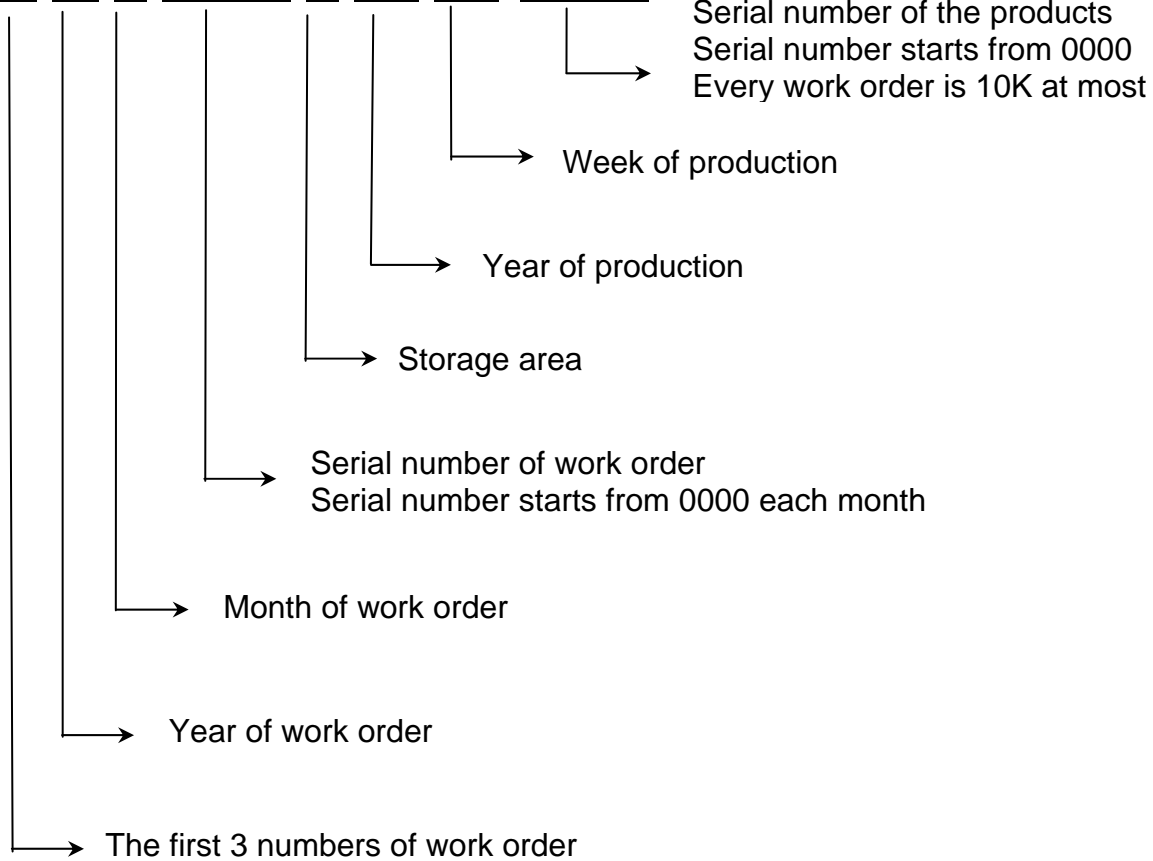 Serial number of the products
Serial number starts from 0000
Every work order is 10K at most
Week of production
Year of production
Storage area
Serial number of work order
Serial number starts from 0000 each month
Month of work order
Year of work order
The first 3 numbers of work order